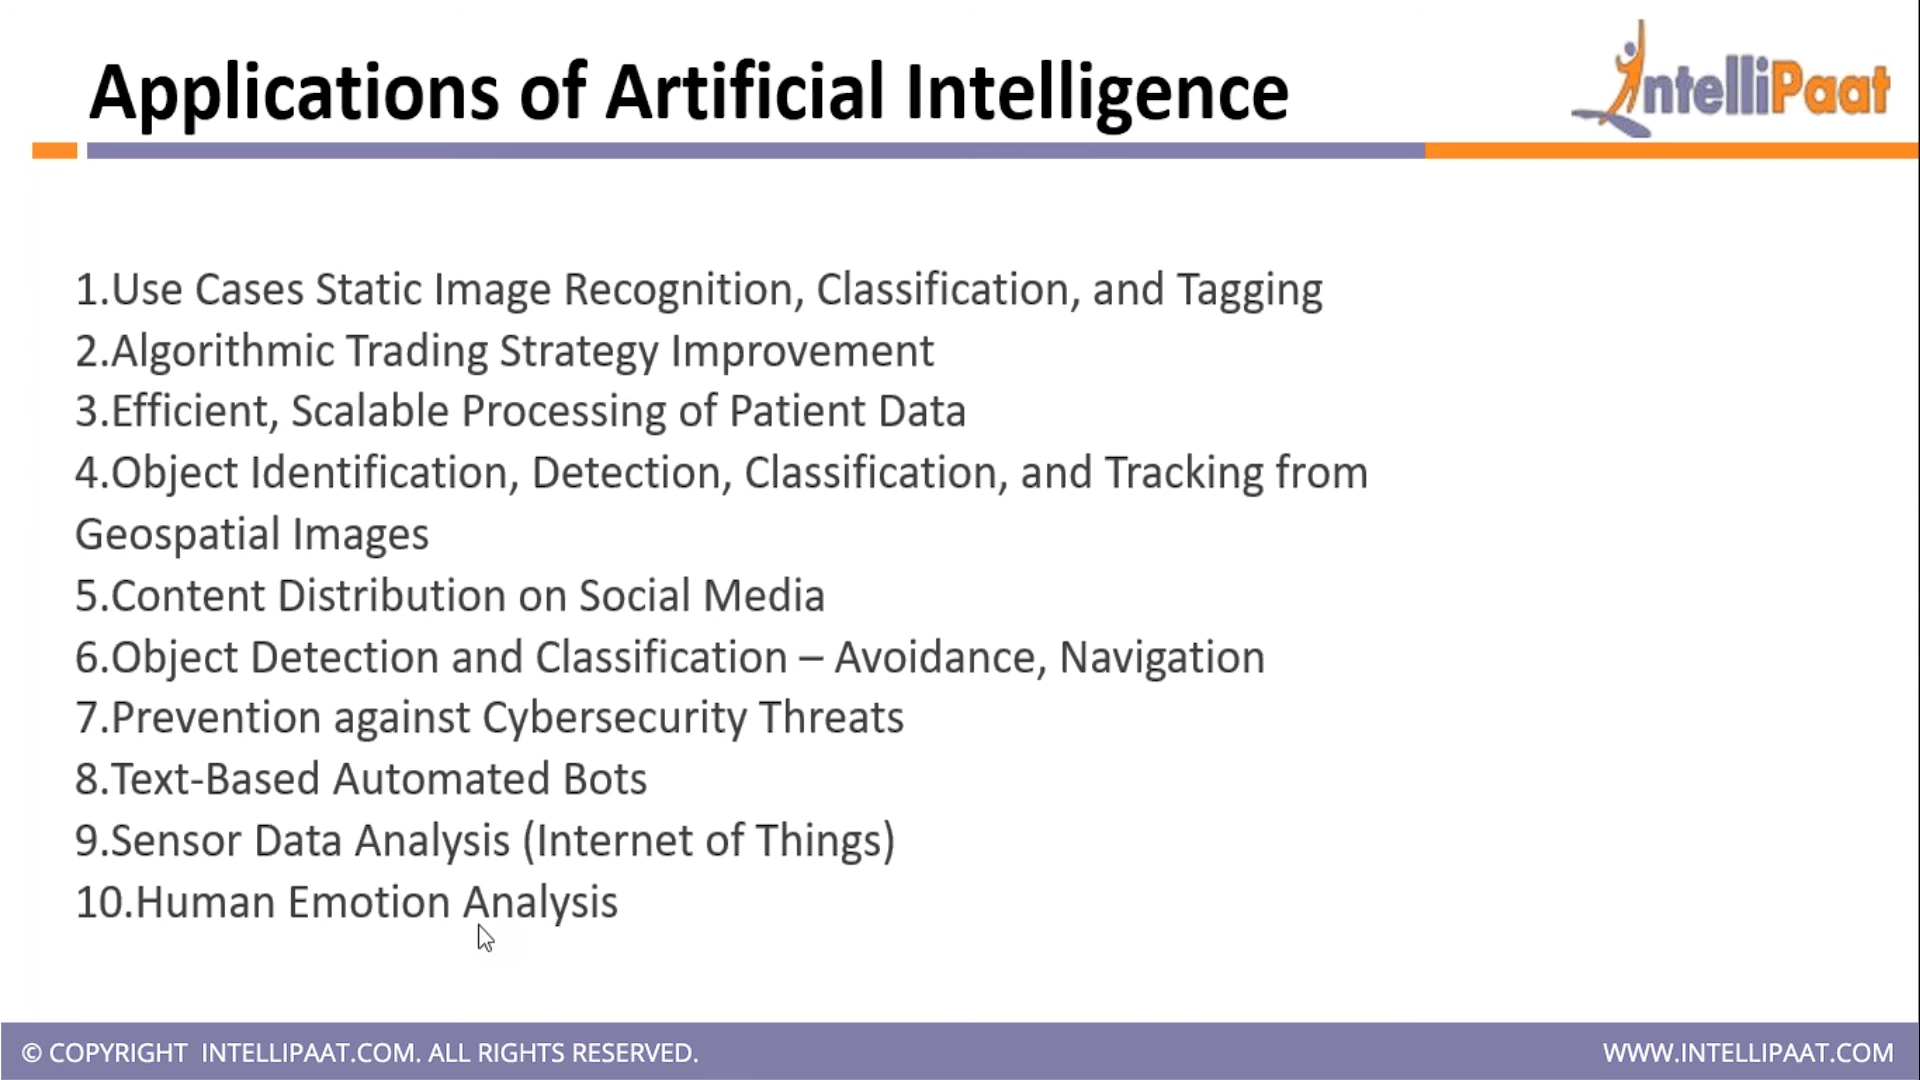 Applications of Artificial Intelligence
IntelliPaat
1.Use Cases Static Image Recognition, Classification, and Tagging
2.Algorithmic Trading Strategy Improvement
3.Efficient, Scalable Processing of Patient Data
4.Object Identification, Detection, Classification, and Tracking from
Geospatial Images
5.Content Distribution on Social Media
6.Object Detection and Classification – Avoidance, Navigation
7.Prevention against Cybersecurity Threats
8.Text-Based Automated Bots
9.Sensor Data Analysis (Internet of Things)
10.Human Emotion Analysis
© COPYRIGHT INTELLIPAAT.COM. ALL RIGHTS RESERVED.
WWW.INTELLIPAAT.COM